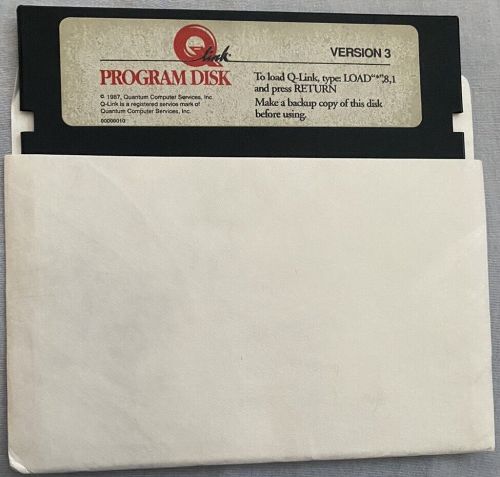 Q link
VERSION 3
PROGRAM DISK
© 1987, Quantum Computer Services, Inc.
Q-Link is a registered service mark of
Quantum Computer Services, Inc.
00000010
To load Q-Link, type: LOAD"*",8,1
and press RETURN
Make a backup copy of this disk
before using.